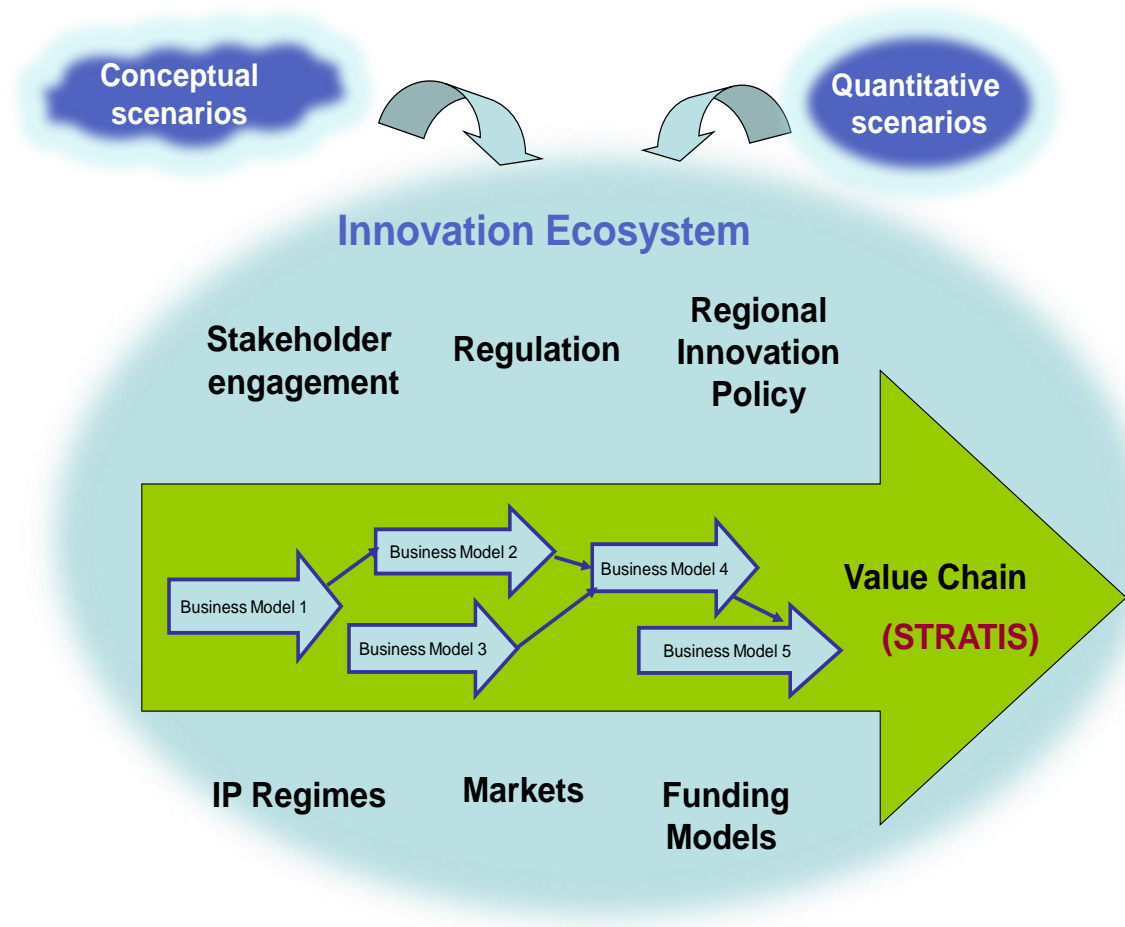 Conceptual
scenarios
Quantitative
scenarios
Innovation Ecosystem
Stakeholder
engagement
Regulation
Regional
Innovation
Policy
Business Model 1
Business Model 2
Business Model 3
Business Model 4
Business Model 5
Value Chain
(STRATIS)
IP Regimes
Markets
Funding
Models